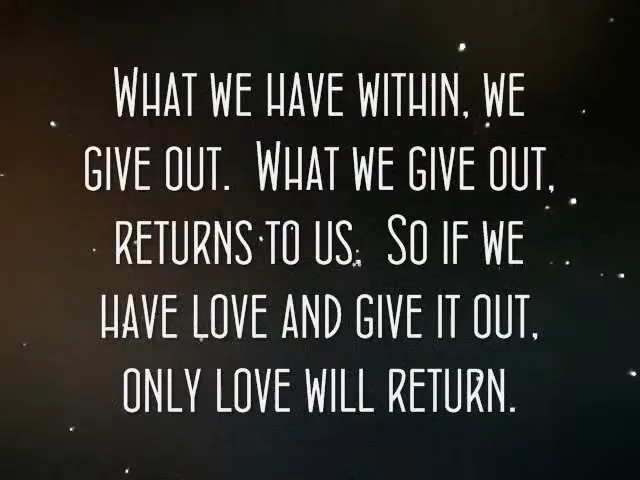 What we have within, we
give out.  What we give out,
returns to us.  So if we
have love and give it out,
only love will return.